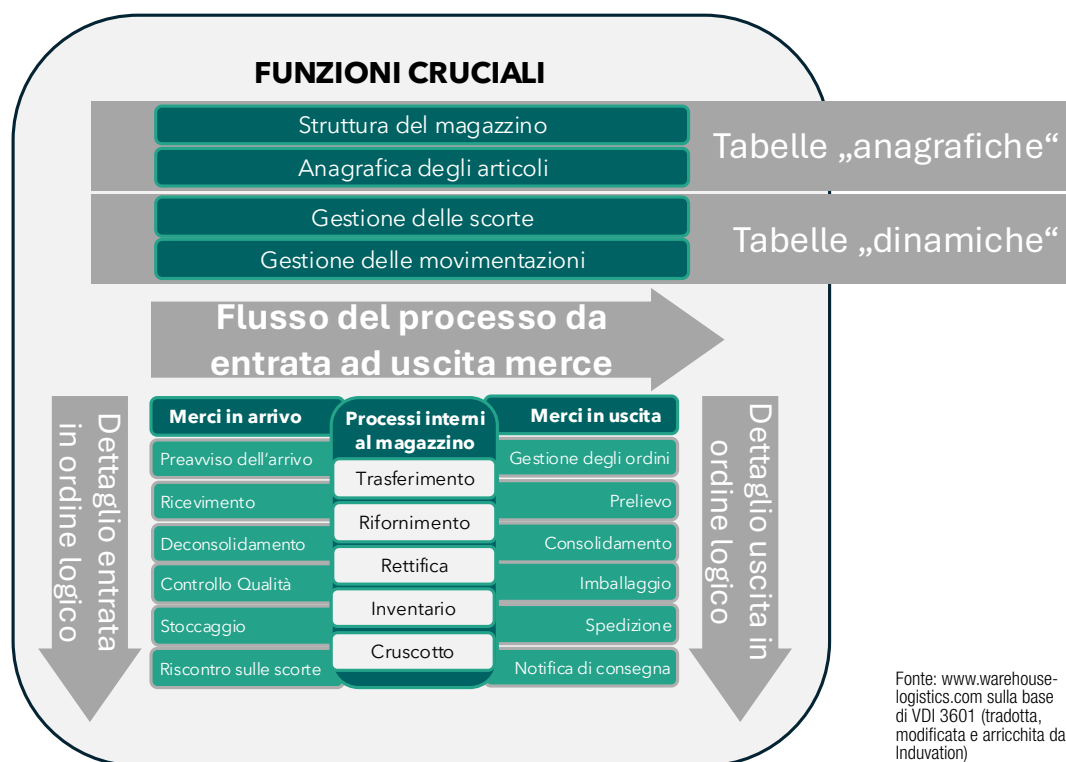 FUNZIONI CRUCIALI
Struttura del magazzino
Anagrafica degli articoli
Tabelle „anagrafiche“
Gestione delle scorte
Gestione delle movimentazioni
Tabelle „dinamiche“
Flusso del processo da
entrata ad uscita merce
Dettaglio entrata
in ordine logico
Merci in arrivo
Preavviso dell’arrivo
Ricevimento
Deconsolidamento
Controllo Qualità
Stoccaggio
Riscontro sulle scorte
Processi interni
al magazzino
Trasferimento
Rifornimento
Rettifica
Inventario
Cruscotto
Merci in uscita
Gestione degli ordini
Prelievo
Consolidamento
Imballaggio
Spedizione
Notifica di consegna
Dettaglio uscita in
ordine logico
Fonte: www.warehouse-
logistics.com sulla base
di VDI 3601 (tradotta,
modificata e arricchita da
Induvation)